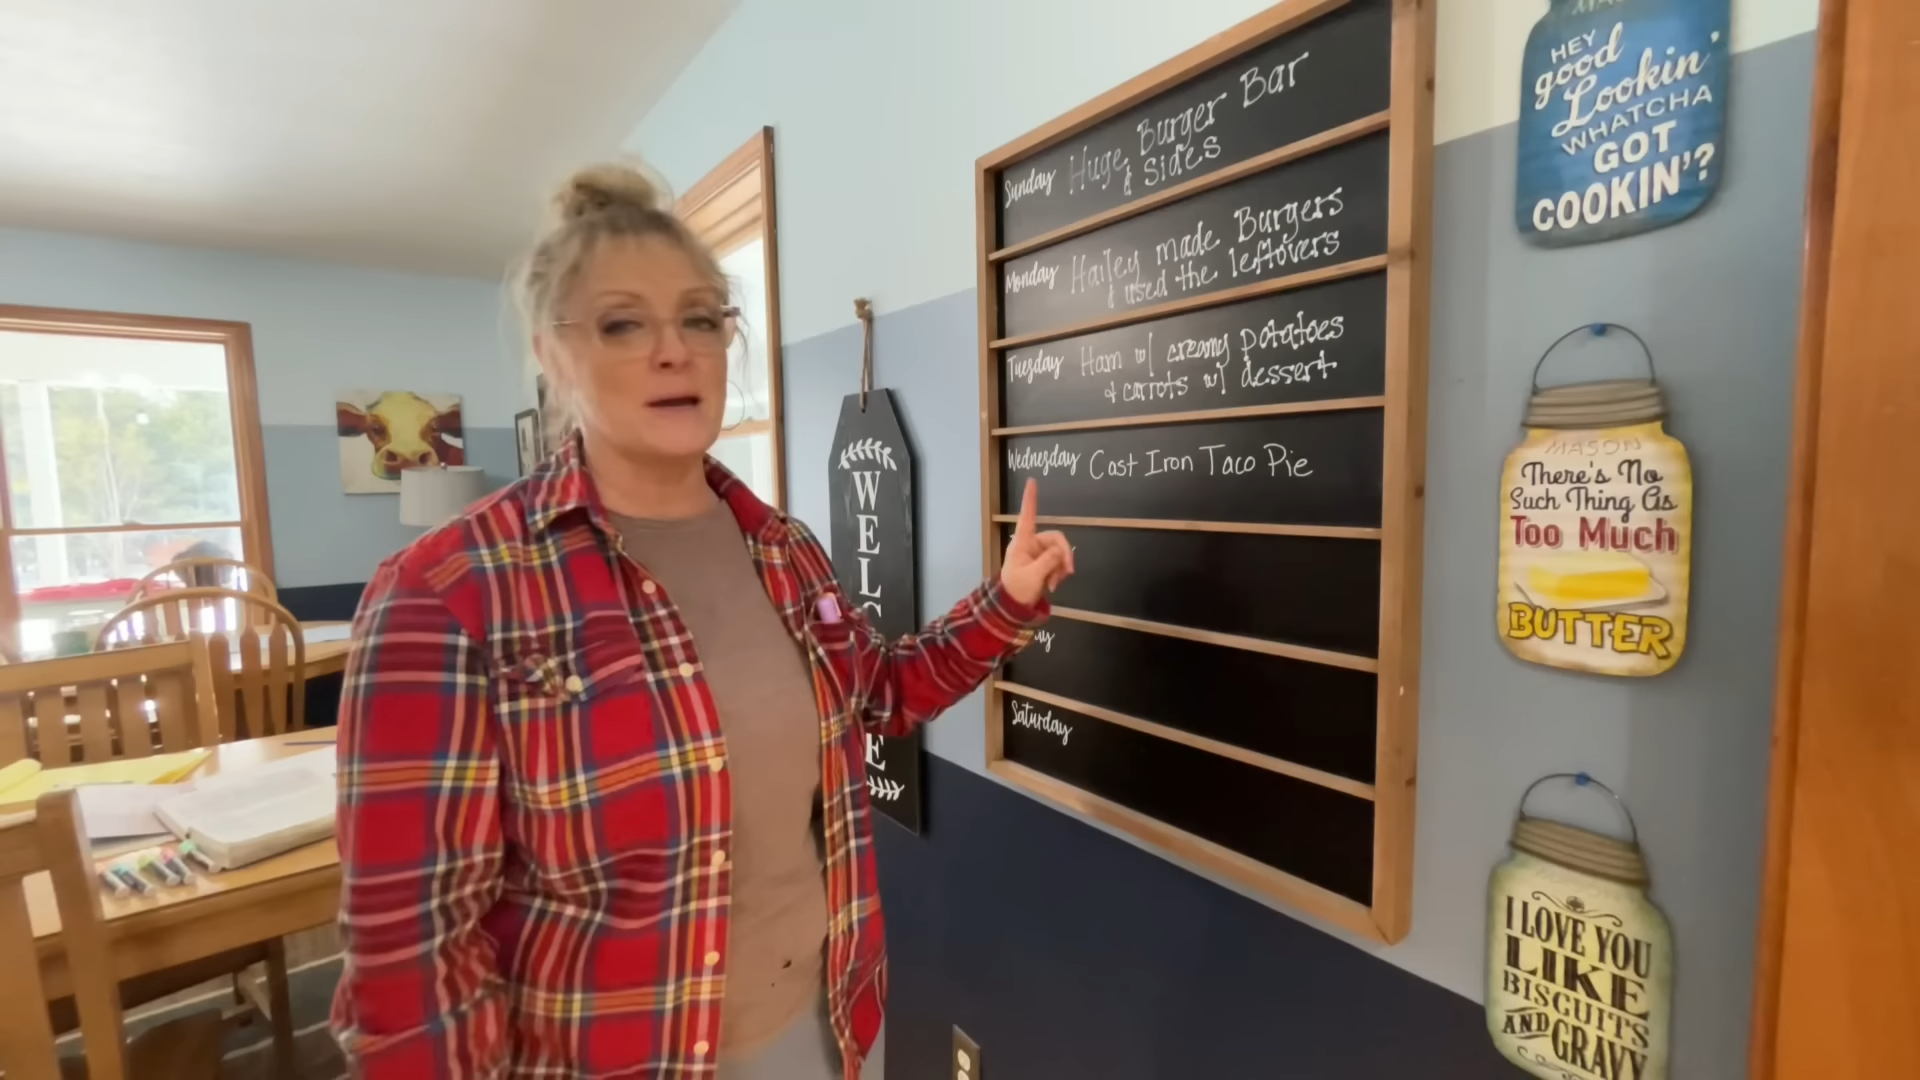 Sunday Huge Burger Bar
& Sides
Monday Hailey made Burgers
& used the leftovers
Tuesday Ham w/ creamy potatoes
& carrots w/ dessert
Wednesday Cast Iron Taco Pie
Saturday
WELC
E
HEY
good
Lookin'
WHATCHA
GOT
COOKIN'?
MASON
There's No
Such Thing As
Too Much
BUTTER
I LOVE YOU
LIKE
BISCUITS
AND GRAVY